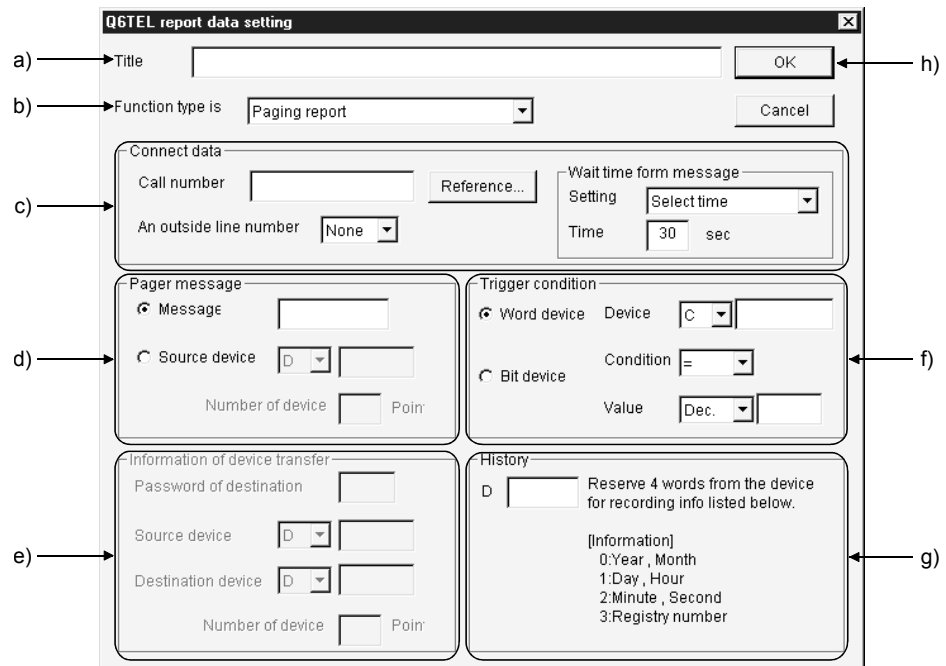 Q6TEL report data setting
a) Title OK h)
b) Function type is Paging report Cancel
Connect data
c) Call number Reference... Wait time form message
Setting Select time
An outside line number None Time 30 sec
Pager message
Message
d) Source device D
Number of device Poin
Trigger condition
Word device Device C
Condition = f)
Bit device
Value Dec.
Information of device transfer
Password of destination
Source device D
e) Destination device D
Number of device Poin
History
D Reserve 4 words from the device
for recording info listed below.
[Information] g)
0:Year , Month
1:Day , Hour
2:Minute , Second
3:Registry number